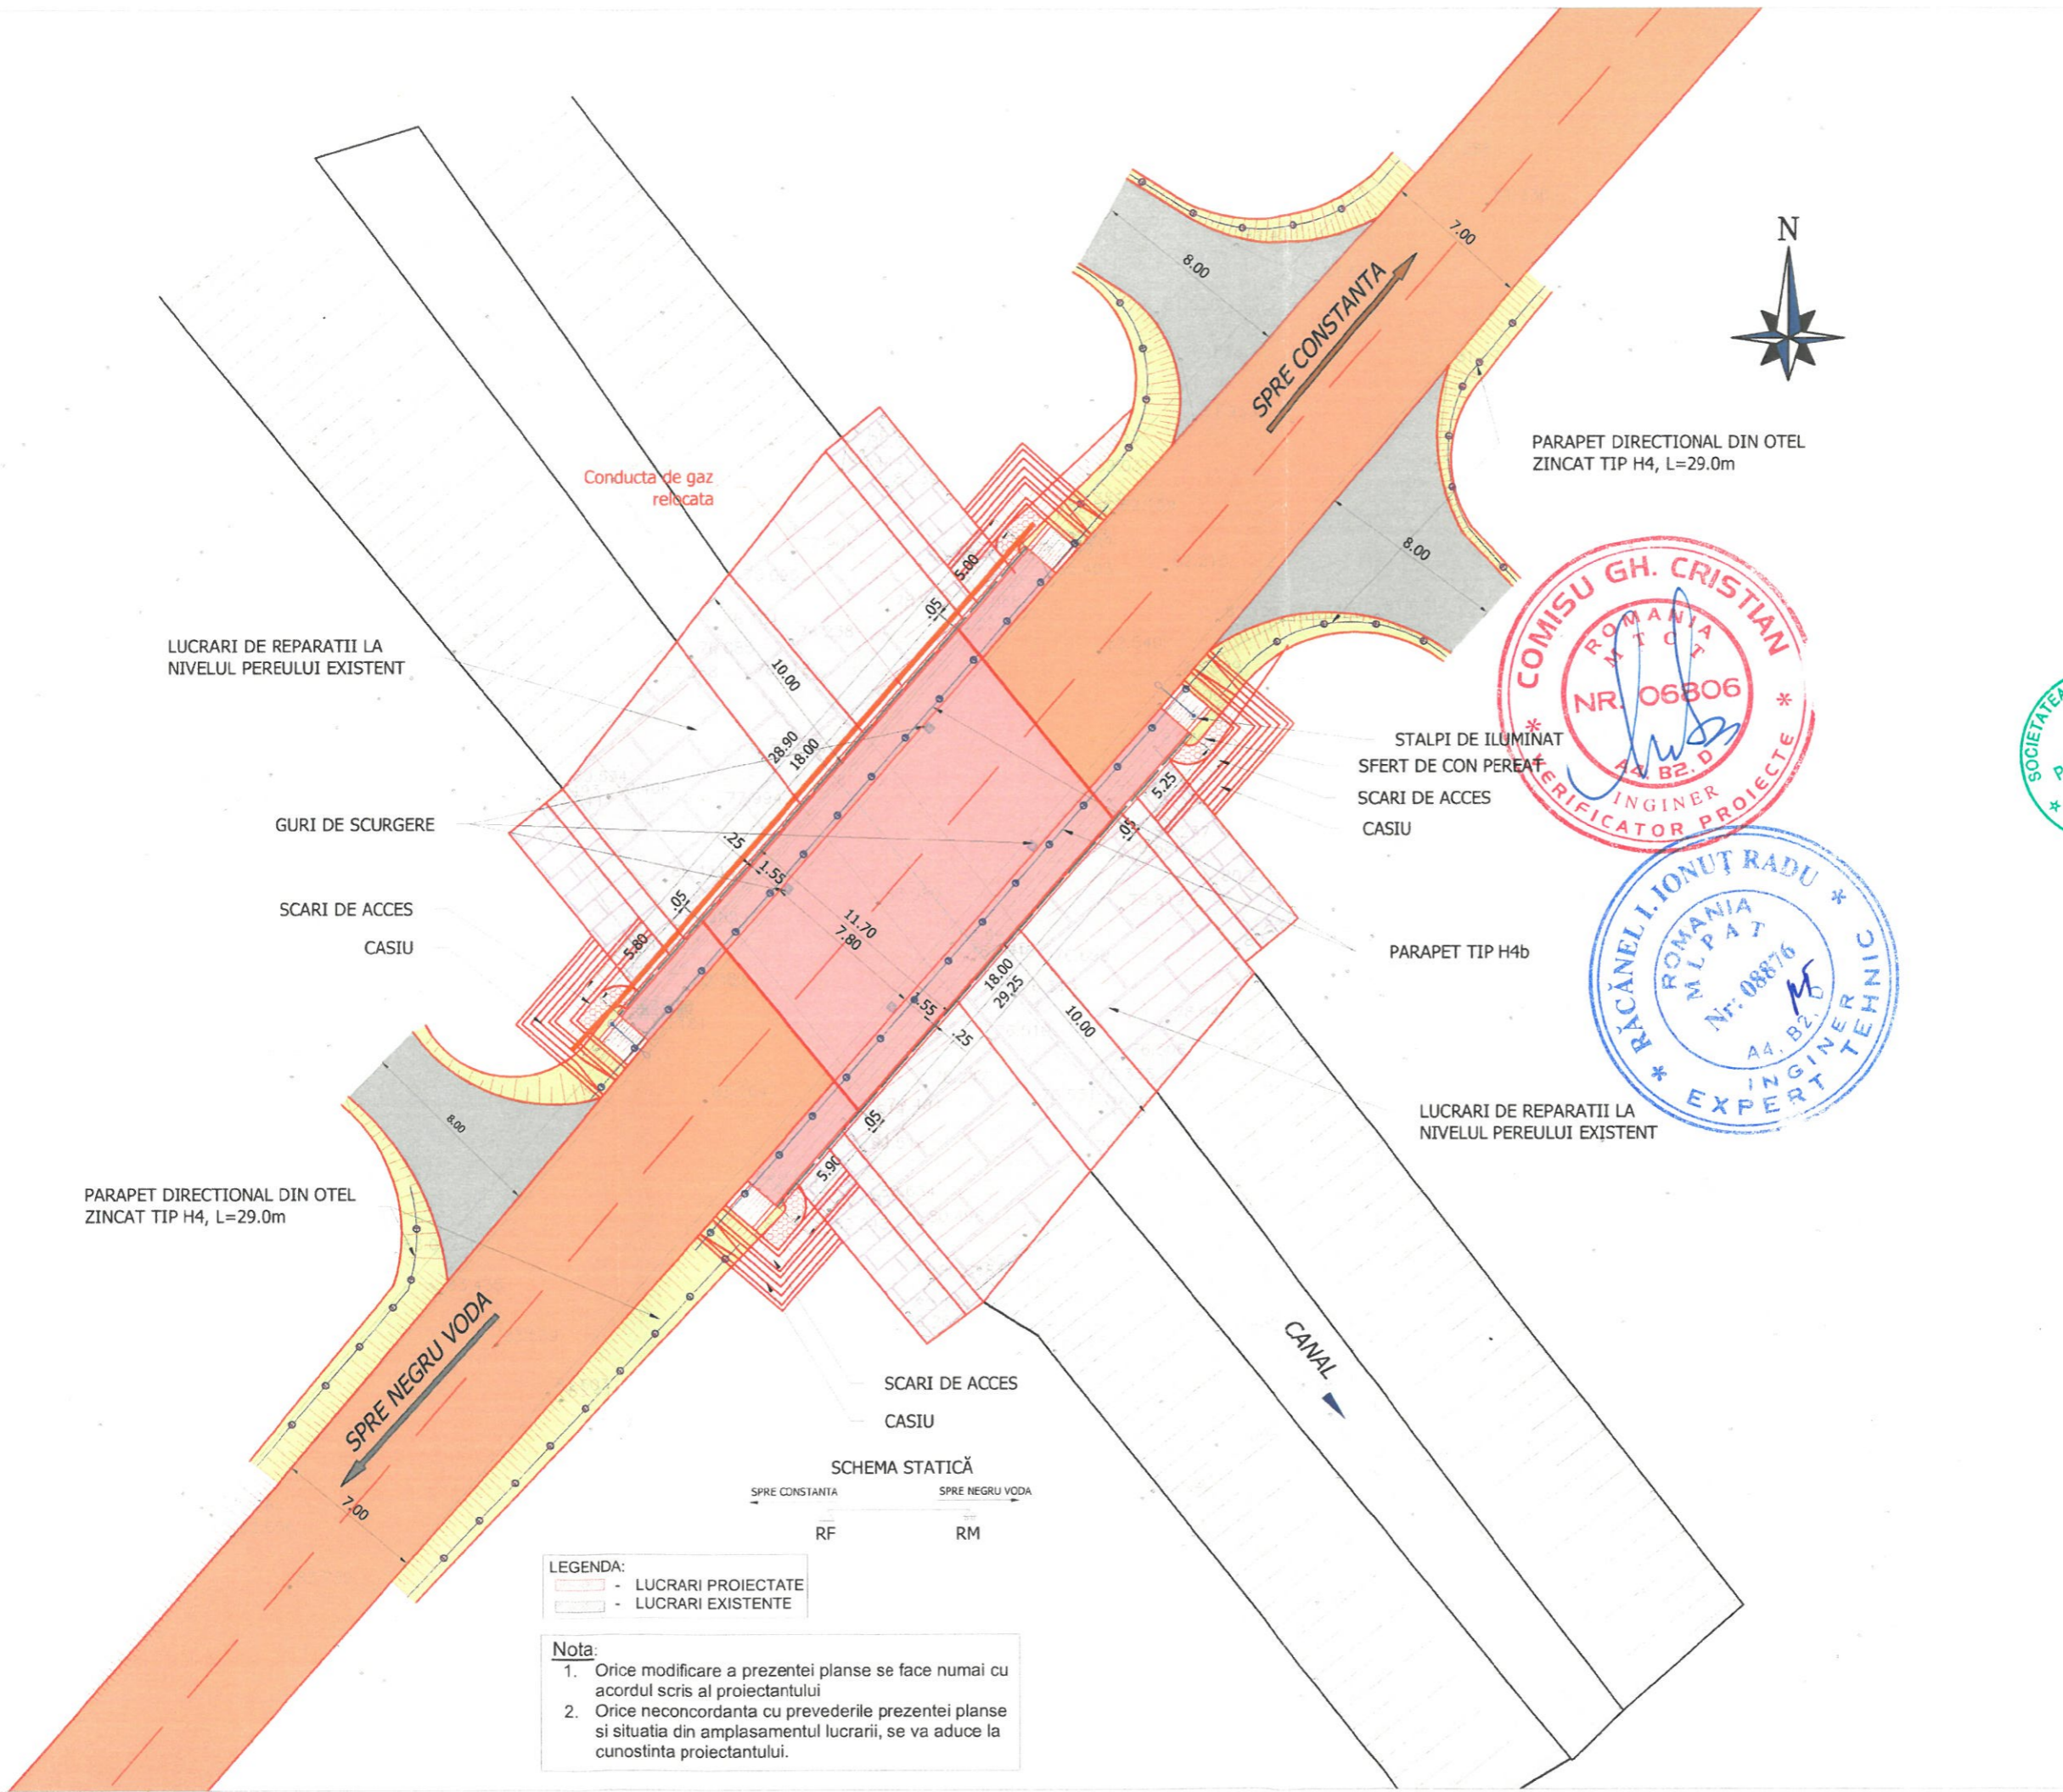 N
8.00
7.00
SPRE CONSTANTA
PARAPET DIRECTIONAL DIN OTEL
ZINCAT TIP H4, L=29.0m
Conducta de gaz
relocata
8.00
5.00
.05
COMISU GH. CRISTIAN
ROMANIA
M T C T
NR. 06806
A4, B2, D
INGINER
* VERIFICATOR PROIECTE *
SOCIETATEA
LUCRARI DE REPARATII LA
NIVELUL PEREULUI EXISTENT
10.00
28.90
18.00
STALPI DE ILUMINAT
SFERT DE CON PEREAT
SCARI DE ACCES
CASIU
5.25
.05
GURI DE SCURGERE
.25
1.55
.05
SCARI DE ACCES
CASIU
5.80
11.70
7.80
PARAPET TIP H4b
RĂCĂNEL I. IONUŢ RADU
ROMANIA
M L P A T
Nr. 08876
A4, B2, D
INGINER
* EXPERT TEHNIC *
18.00
29.25
1.55
.25
10.00
LUCRARI DE REPARATII LA
NIVELUL PEREULUI EXISTENT
8.00
.05
5.90
PARAPET DIRECTIONAL DIN OTEL
ZINCAT TIP H4, L=29.0m
SPRE NEGRU VODA
7.00
CANAL
SCARI DE ACCES
CASIU
SCHEMA STATICĂ
SPRE CONSTANTA
SPRE NEGRU VODA
RF
RM
LEGENDA:
- LUCRARI PROIECTATE
- LUCRARI EXISTENTE
Nota:
1. Orice modificare a prezentei planse se face numai cu
acordul scris al proiectantului
2. Orice neconcordanta cu prevederile prezentei planse
si situatia din amplasamentul lucrarii, se va aduce la
cunostinta proiectantului.